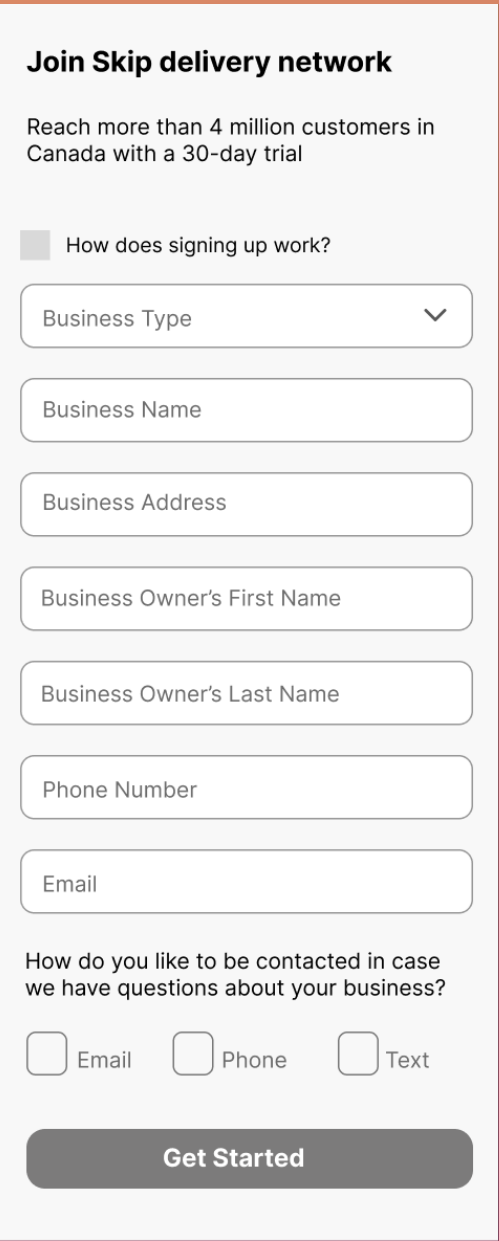 Join Skip delivery network
Reach more than 4 million customers in
Canada with a 30-day trial
How does signing up work?
Business Type
Business Name
Business Address
Business Owner’s First Name
Business Owner’s Last Name
Phone Number
Email
How do you like to be contacted in case
we have questions about your business?
Email Phone Text
Get Started